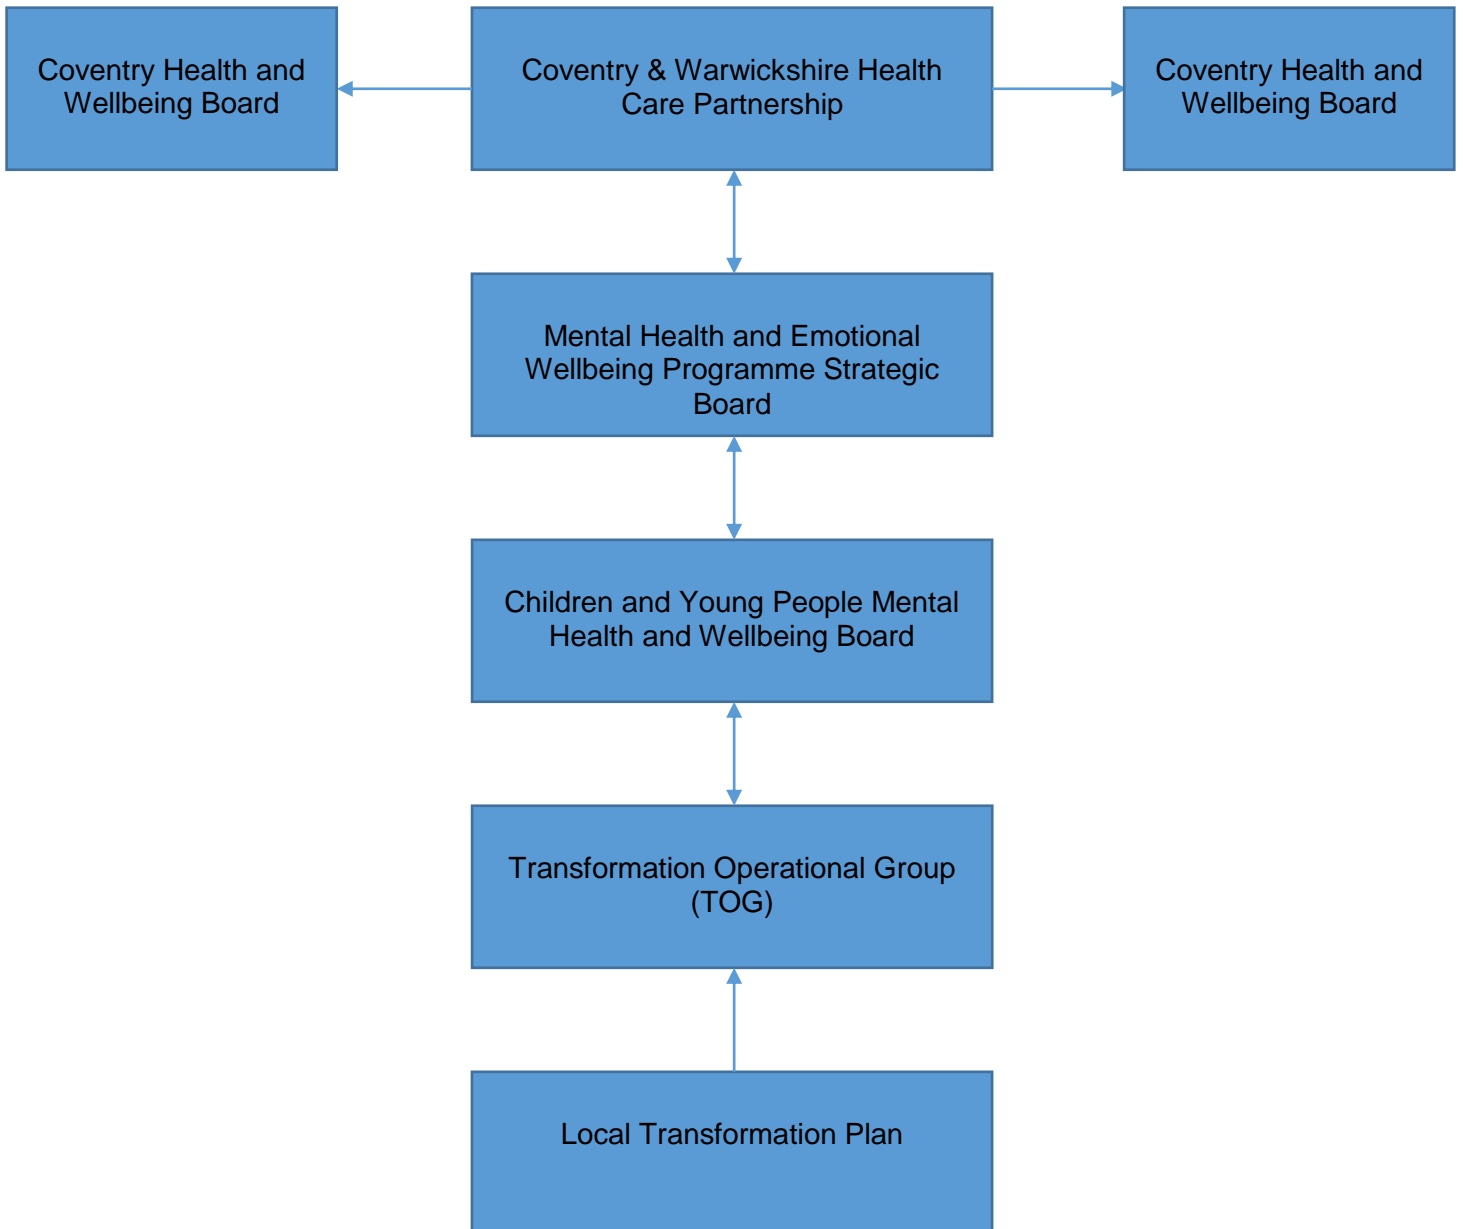 Coventry Health and
Wellbeing Board
Coventry & Warwickshire Health
Care Partnership
Coventry Health and
Wellbeing Board
Mental Health and Emotional
Wellbeing Programme Strategic
Board
Children and Young People Mental
Health and Wellbeing Board
Transformation Operational Group
(TOG)
Local Transformation Plan